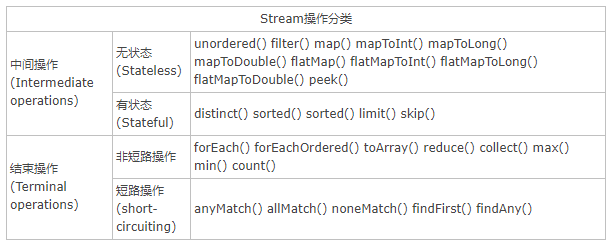 Stream操作分类
中间操作
(Intermediate
operations)
无状态
(Stateless)
unordered() filter() map() mapToInt() mapToLong()
mapToDouble() flatMap() flatMapToInt() flatMapToLong()
flatMapToDouble() peek()
有状态
(Stateful)
distinct() sorted() sorted() limit() skip()
结束操作
(Terminal
operations)
非短路操作
forEach() forEachOrdered() toArray() reduce() collect() max()
min() count()
短路操作
(short-
circuiting)
anyMatch() allMatch() noneMatch() findFirst() findAny()